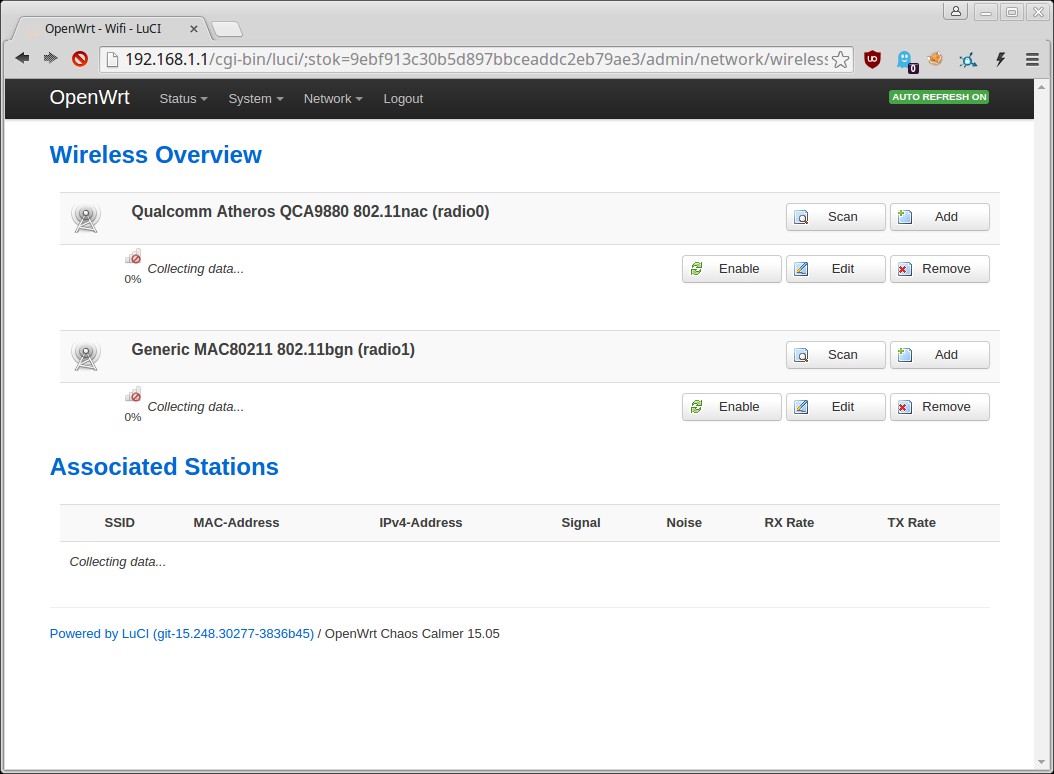 OpenWrt - Wifi - LuCI
192.168.1.1/cgi-bin/luci/;stok=9ebf913c30b5d897bbceaddc2eb79ae3/admin/network/wireless
0
OpenWrt Status System Network Logout AUTO REFRESH ON
Wireless Overview
Qualcomm Atheros QCA9880 802.11nac (radio0) Scan Add
0% Collecting data... Enable Edit Remove
Generic MAC80211 802.11bgn (radio1) Scan Add
0% Collecting data... Enable Edit Remove
Associated Stations
SSID MAC-Address IPv4-Address Signal Noise RX Rate TX Rate
Collecting data...
Powered by LuCI (git-15.248.30277-3836b45) / OpenWrt Chaos Calmer 15.05